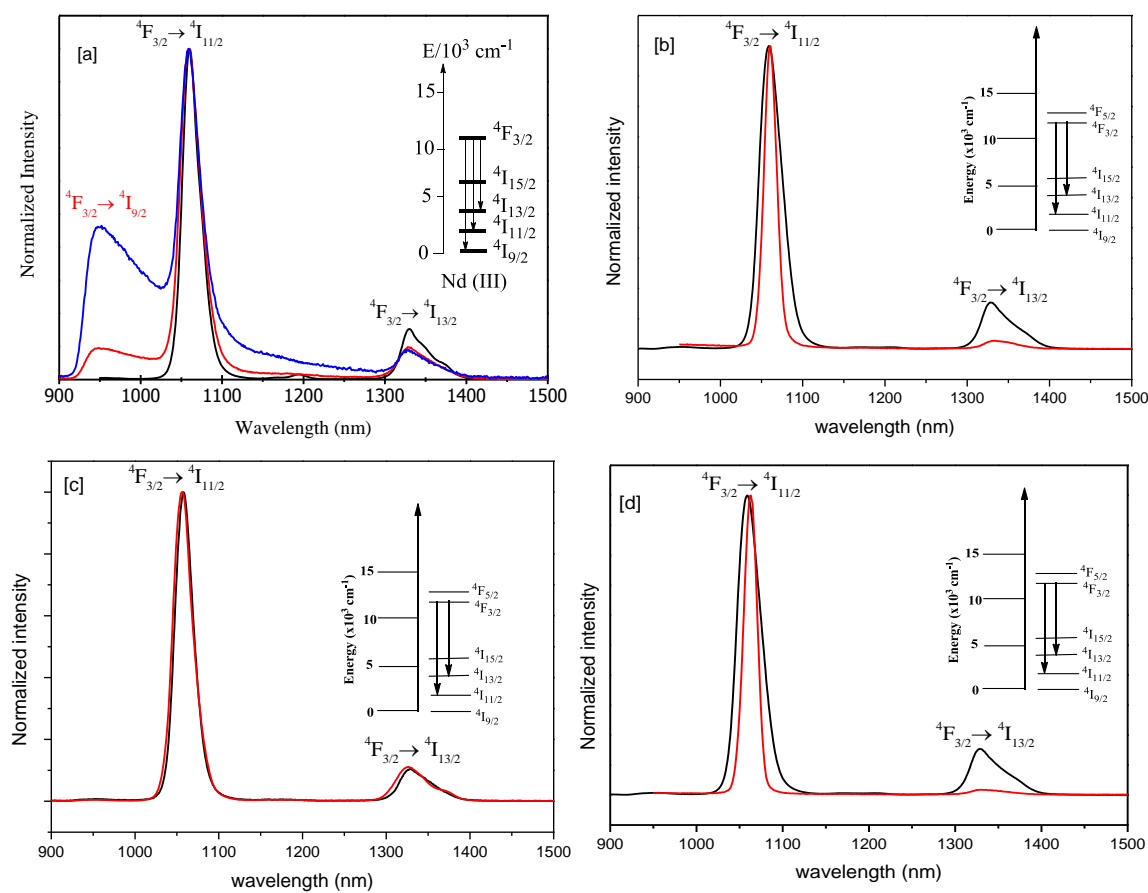 [a]
⁴F₃/₂→ ⁴I₁₁/₂
E/10³ cm⁻¹
15
10
5
0
⁴F₃/₂
⁴I₁₅/₂
⁴I₁₃/₂
⁴I₁₁/₂
⁴I₉/₂
Nd (III)
⁴F₃/₂→ ⁴I₉/₂
⁴F₃/₂→ ⁴I₁₃/₂
Normalized Intensity
900 1000 1100 1200 1300 1400 1500
Wavelength (nm)
[b]
⁴F₃/₂→ ⁴I₁₁/₂
Energy (x10³ cm⁻¹)
15
10
5
0
⁴F₅/₂
⁴F₃/₂
⁴I₁₅/₂
⁴I₁₃/₂
⁴I₁₁/₂
⁴I₉/₂
⁴F₃/₂→ ⁴I₁₃/₂
Normalized intensity
900 1000 1100 1200 1300 1400 1500
wavelength (nm)
[c]
⁴F₃/₂→ ⁴I₁₁/₂
Energy (x10³ cm⁻¹)
15
10
5
0
⁴F₅/₂
⁴F₃/₂
⁴I₁₅/₂
⁴I₁₃/₂
⁴I₁₁/₂
⁴I₉/₂
⁴F₃/₂→ ⁴I₁₃/₂
Normalized intensity
900 1000 1100 1200 1300 1400 1500
wavelength (nm)
[d]
⁴F₃/₂→ ⁴I₁₁/₂
Energy (x10³ cm⁻¹)
15
10
5
0
⁴F₅/₂
⁴F₃/₂
⁴I₁₅/₂
⁴I₁₃/₂
⁴I₁₁/₂
⁴I₉/₂
⁴F₃/₂→ ⁴I₁₃/₂
Normalized intensity
900 1000 1100 1200 1300 1400 1500
wavelength (nm)